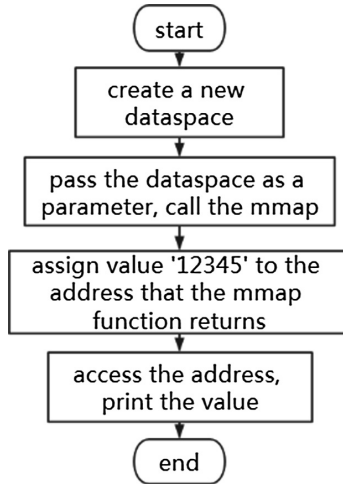 start
create a new
dataspace
pass the dataspace as a
parameter, call the mmap
assign value '12345' to the
address that the mmap
function returns
access the address,
print the value
end